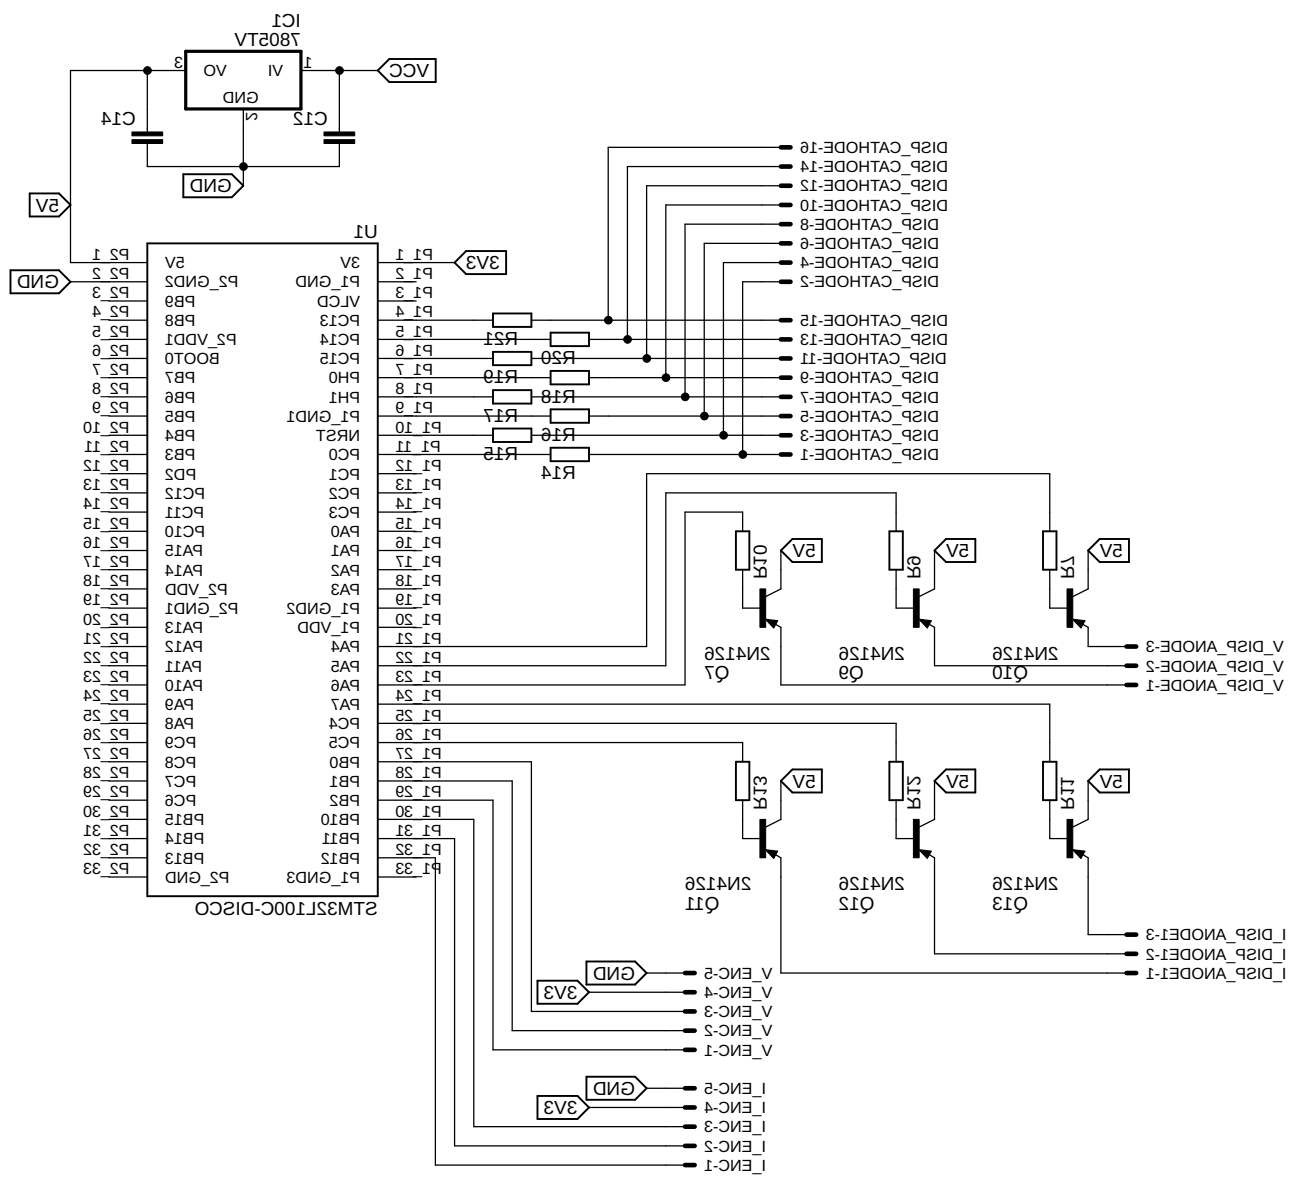 IC1
7805TV
3
VO
VI
1
VCC
GND
2
C14
C12
GND
5V
GND
U1
P2_1
5V
3V
P1_1
3V3
P2_2
P2_GND2
P1_GND
P1_2
P2_3
PB9
VLCD
P1_3
P2_4
PB8
PC13
P1_4
P2_5
P2_VDD1
PC14
P1_5
P2_6
BOOT0
PC15
P1_6
P2_7
PB7
PH0
P1_7
P2_8
PB6
PH1
P1_8
P2_9
PB5
P1_GND1
P1_9
P2_10
PB4
NRST
P1_10
P2_11
PB3
PC0
P1_11
P2_12
PD2
PC1
P1_12
P2_13
PC12
PC2
P1_13
P2_14
PC11
PC3
P1_14
P2_15
PC10
PA0
P1_15
P2_16
PA15
PA1
P1_16
P2_17
PA14
PA2
P1_17
P2_18
P2_VDD
PA3
P1_18
P2_19
P2_GND1
P1_GND2
P1_19
P2_20
PA13
P1_VDD
P1_20
P2_21
PA12
PA4
P1_21
P2_22
PA11
PA5
P1_22
P2_23
PA10
PA6
P1_23
P2_24
PA9
PA7
P1_24
P2_25
PA8
PC4
P1_25
P2_26
PC9
PC5
P1_26
P2_27
PC8
PB0
P1_27
P2_28
PC7
PB1
P1_28
P2_29
PC6
PB2
P1_29
P2_30
PB15
PB10
P1_30
P2_31
PB14
PB11
P1_31
P2_32
PB13
PB12
P1_32
P2_33
P2_GND
P1_GND3
P1_33
STM32L100C-DISCO
DISP_CATHODE-16
DISP_CATHODE-14
DISP_CATHODE-12
DISP_CATHODE-10
DISP_CATHODE-8
DISP_CATHODE-6
DISP_CATHODE-4
DISP_CATHODE-2
DISP_CATHODE-15
R21
DISP_CATHODE-13
R20
DISP_CATHODE-11
R19
DISP_CATHODE-9
R18
DISP_CATHODE-7
R17
DISP_CATHODE-5
R16
DISP_CATHODE-3
R15
DISP_CATHODE-1
R14
R10
5V
R9
5V
R7
5V
2N4126
Q7
2N4126
Q9
2N4126
Q10
V_DISP_ANODE-3
V_DISP_ANODE-2
V_DISP_ANODE-1
R13
5V
R12
5V
R11
5V
2N4126
Q11
2N4126
Q12
2N4126
Q13
I_DISP_ANODE1-3
I_DISP_ANODE1-2
I_DISP_ANODE1-1
GND
V_ENC-5
3V3
V_ENC-4
V_ENC-3
V_ENC-2
V_ENC-1
GND
I_ENC-5
3V3
I_ENC-4
I_ENC-3
I_ENC-2
I_ENC-1